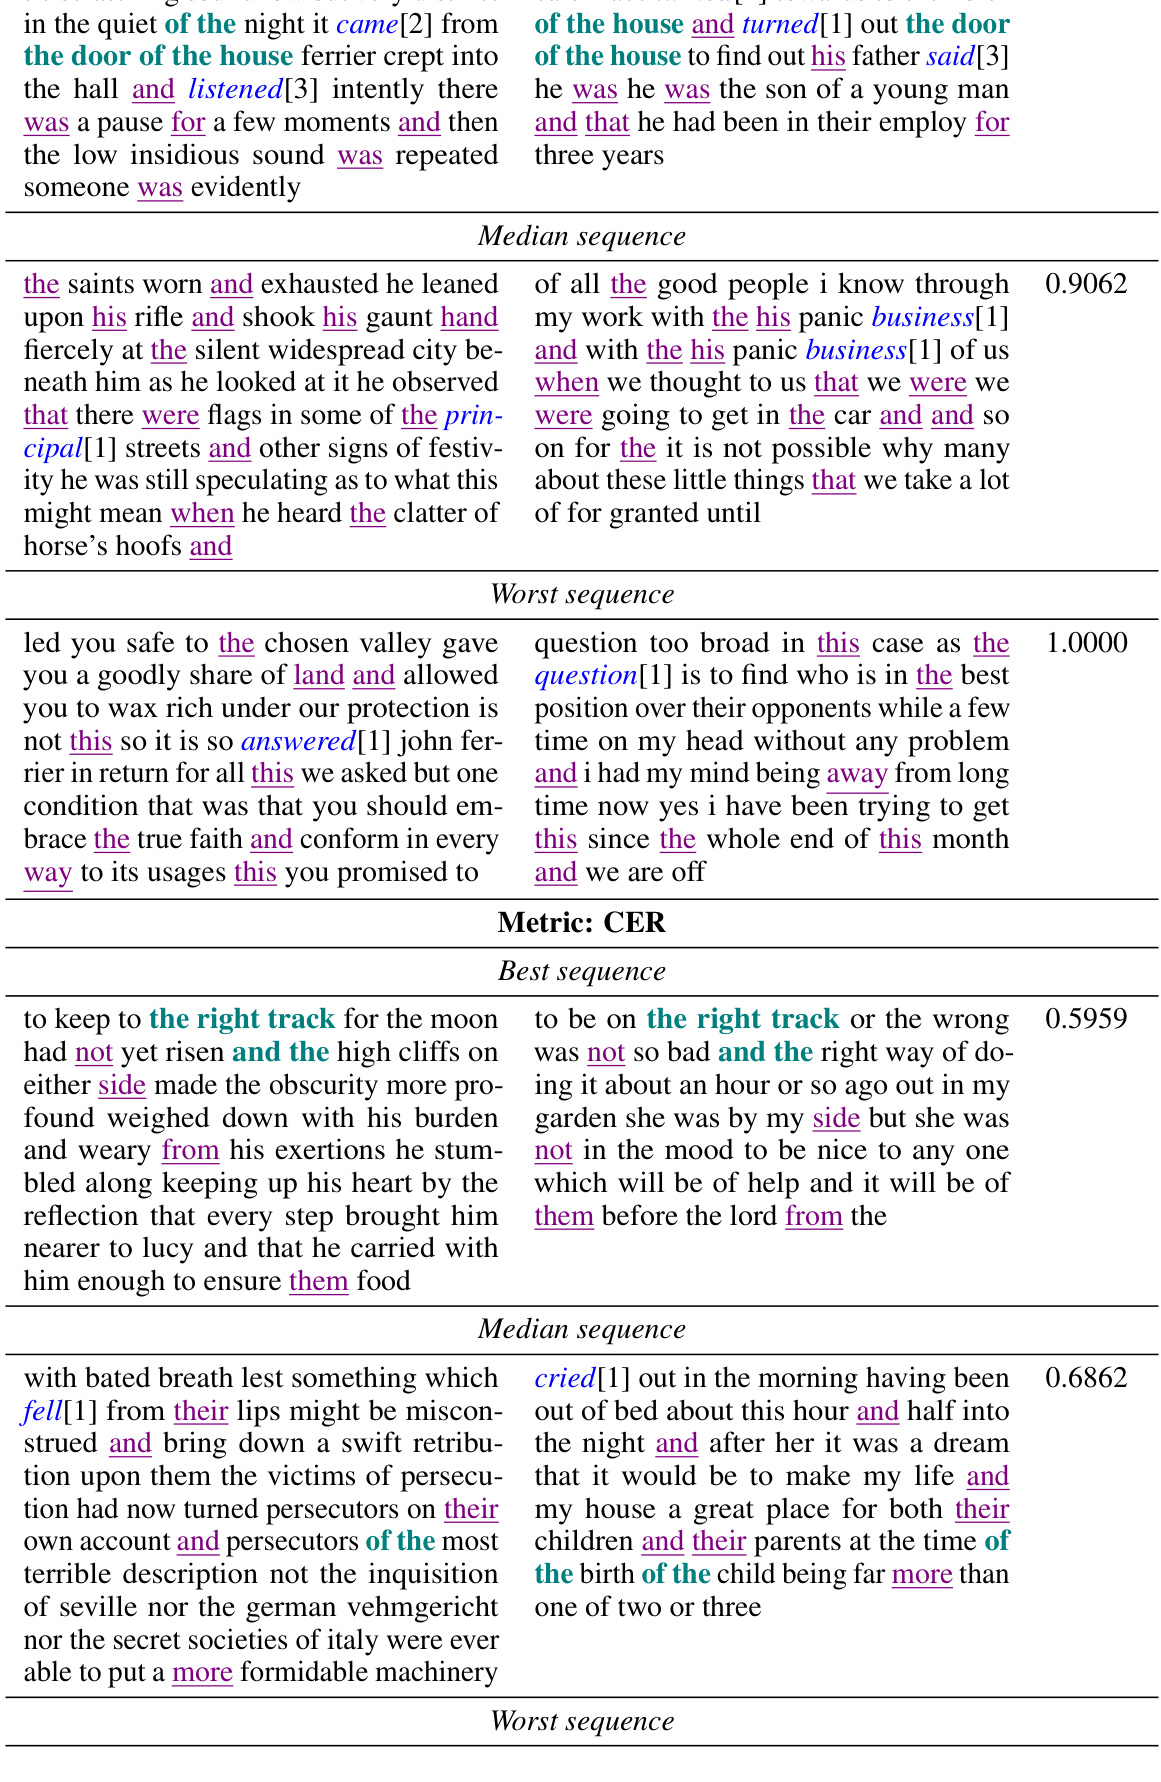 in the quiet of the night it came[2] from
the door of the house ferrier crept into
the hall and listened[3] intently there
was a pause for a few moments and then
the low insidious sound was repeated
someone was evidently
of the house and turned[1] out the door
of the house to find out his father said[3]
he was he was the son of a young man
and that he had been in their employ for
three years
Median sequence
the saints worn and exhausted he leaned
upon his rifle and shook his gaunt hand
fiercely at the silent widespread city be-
neath him as he looked at it he observed
that there were flags in some of the prin-
cipal[1] streets and other signs of festiv-
ity he was still speculating as to what this
might mean when he heard the clatter of
horse's hoofs and
of all the good people i know through
my work with the his panic business[1]
and with the his panic business[1] of us
when we thought to us that we were we
were going to get in the car and and so
on for the it is not possible why many
about these little things that we take a lot
of for granted until
0.9062
Worst sequence
led you safe to the chosen valley gave
you a goodly share of land and allowed
you to wax rich under our protection is
not this so it is so answered[1] john fer-
rier in return for all this we asked but one
condition that was that you should em-
brace the true faith and conform in every
way to its usages this you promised to
question too broad in this case as the
question[1] is to find who is in the best
position over their opponents while a few
time on my head without any problem
and i had my mind being away from long
time now yes i have been trying to get
this since the whole end of this month
and we are off
1.0000
Metric: CER
Best sequence
to keep to the right track for the moon
had not yet risen and the high cliffs on
either side made the obscurity more pro-
found weighed down with his burden
and weary from his exertions he stum-
bled along keeping up his heart by the
reflection that every step brought him
nearer to lucy and that he carried with
him enough to ensure them food
to be on the right track or the wrong
was not so bad and the right way of do-
ing it about an hour or so ago out in my
garden she was by my side but she was
not in the mood to be nice to any one
which will be of help and it will be of
them before the lord from the
0.5959
Median sequence
with bated breath lest something which
fell[1] from their lips might be miscon-
strued and bring down a swift retribu-
tion upon them the victims of persecu-
tion had now turned persecutors on their
own account and persecutors of the most
terrible description not the inquisition
of seville nor the german vehmgericht
nor the secret societies of italy were ever
able to put a more formidable machinery
cried[1] out in the morning having been
out of bed about this hour and half into
the night and after her it was a dream
that it would be to make my life and
my house a great place for both their
children and their parents at the time of
the birth of the child being far more than
one of two or three
0.6862
Worst sequence